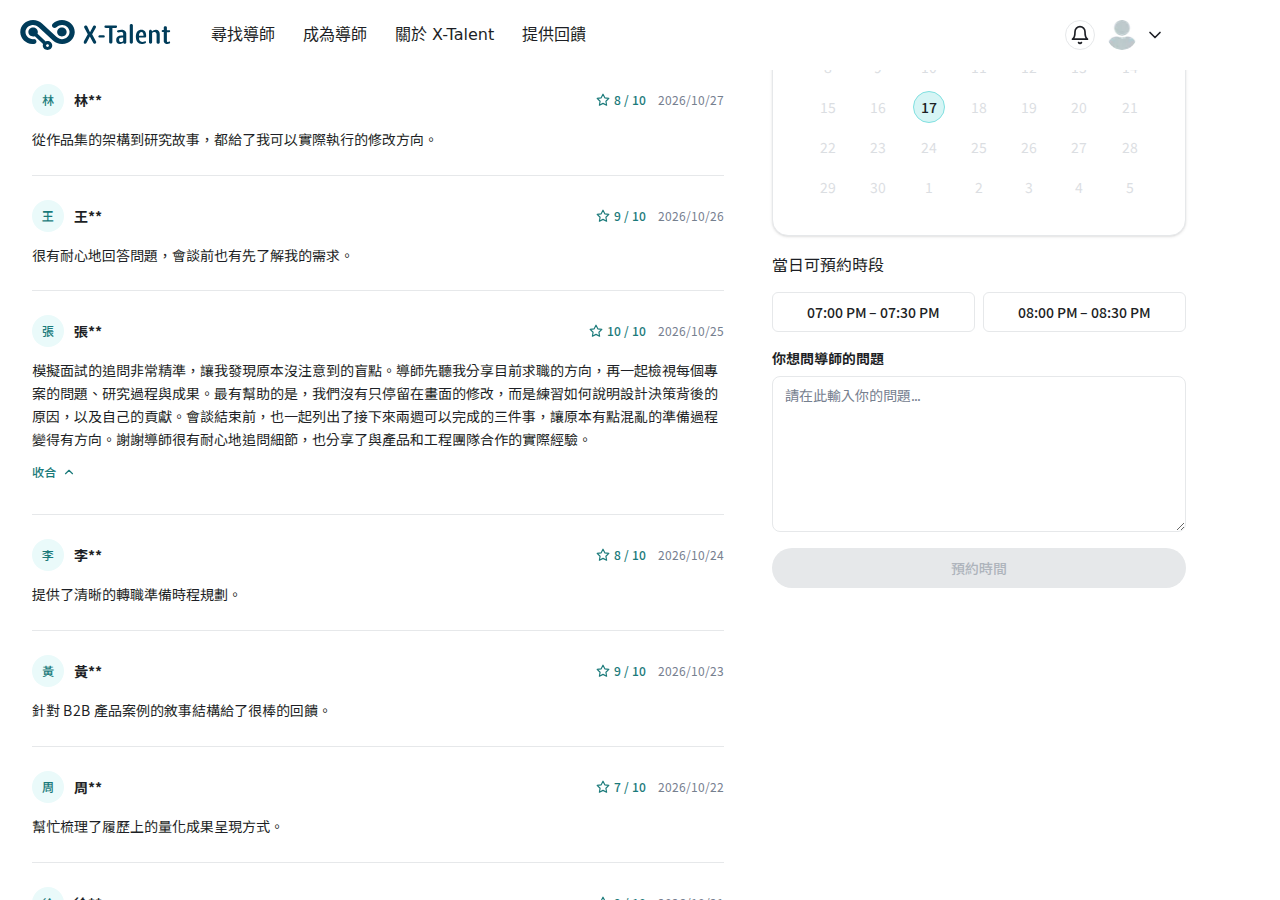 X-Talent
尋找導師
成為導師
關於 X-Talent
提供回饋
林 林** 8 / 10 2026/10/27
從作品集的架構到研究故事，都給了我可以實際執行的修改方向。
王 王** 9 / 10 2026/10/26
很有耐心地回答問題，會談前也有先了解我的需求。
張 張** 10 / 10 2026/10/25
模擬面試的追問非常精準，讓我發現原本沒注意到的盲點。導師先聽我分享目前求職的方向，再一起檢視每個專
案的問題、研究過程與成果。最有幫助的是，我們沒有只停留在畫面的修改，而是練習如何說明設計決策背後的
原因，以及自己的貢獻。會談結束前，也一起列出了接下來兩週可以完成的三件事，讓原本有點混亂的準備過程
變得有方向。謝謝導師很有耐心地追問細節，也分享了與產品和工程團隊合作的實際經驗。
收合
李 李** 8 / 10 2026/10/24
提供了清晰的轉職準備時程規劃。
黃 黃** 9 / 10 2026/10/23
針對 B2B 產品案例的敘事結構給了很棒的回饋。
周 周** 7 / 10 2026/10/22
幫忙梳理了履歷上的量化成果呈現方式。
15 16 17 18 19 20 21
22 23 24 25 26 27 28
29 30 1 2 3 4 5
當日可預約時段
07:00 PM – 07:30 PM
08:00 PM – 08:30 PM
你想問導師的問題
請在此輸入你的問題...
預約時間